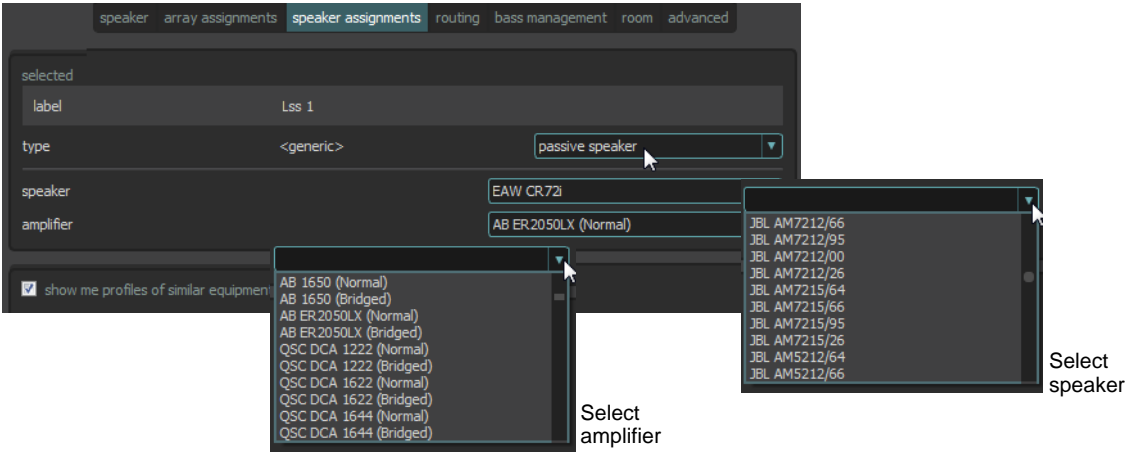 speaker array assignments speaker assignments routing bass management room advanced
selected
label Lss 1
type <generic> passive speaker
speaker EAW CR72i
amplifier AB ER2050LX (Normal)
show me profiles of similar equipmen
AB 1650 (Normal)
AB 1650 (Bridged)
AB ER2050LX (Normal)
AB ER2050LX (Bridged)
QSC DCA 1222 (Normal)
QSC DCA 1222 (Bridged)
QSC DCA 1622 (Normal)
QSC DCA 1622 (Bridged)
QSC DCA 1644 (Normal)
QSC DCA 1644 (Bridged)
Select
amplifier
JBL AM7212/66
JBL AM7212/95
JBL AM7212/00
JBL AM7212/26
JBL AM7215/64
JBL AM7215/66
JBL AM7215/95
JBL AM7215/26
JBL AM5212/64
JBL AM5212/66
Select
speaker